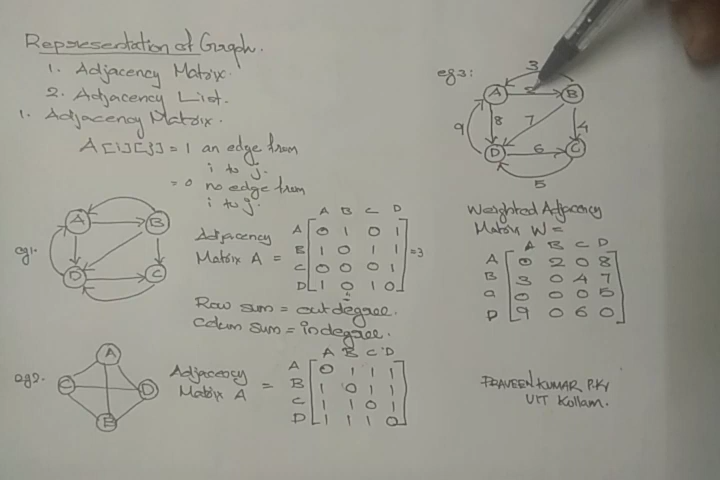 Representation of Graph.
1. Adjacency Matrix.
2. Adjacency List.
1. Adjacency Matrix.
A[i][j] = 1 an edge from
i to j.
= 0 no edge from
i to j.
eg1.
A B
D C
Adjacency
Matrix A =
A B C D
A 0 1 0 1
B 1 0 1 1 = 3
C 0 0 0 1
D 1 0 1 0
Row sum = outdegree.
Colum sum = indegree.
eg2.
A
C D
B
Adjacency
Matrix A =
A B C D
A 0 1 1 1
B 1 0 1 1
C 1 1 0 1
D 1 1 1 0
eg3:
3
A 2 B
9 8 7 4
D 6 C
5
Weighted Adjacency
Matrix W =
A B C D
A 0 2 0 8
B 3 0 4 7
0 0 0 5
D 9 0 6 0
PRAVEEN KUMAR P.K,
UIT Kollam.